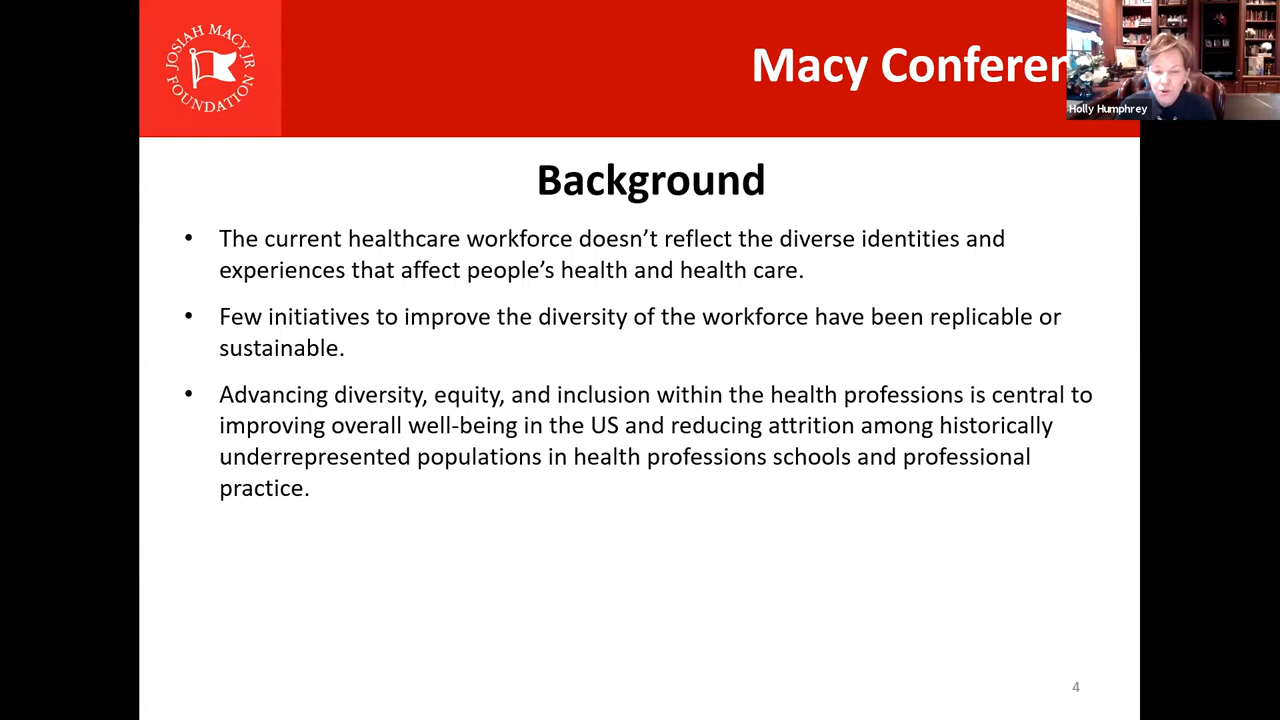 JOSIAH MACY JR
FOUNDATION
Macy Conferen
Holly Humphrey
Background
• The current healthcare workforce doesn’t reflect the diverse identities and
experiences that affect people’s health and health care.
• Few initiatives to improve the diversity of the workforce have been replicable or
sustainable.
• Advancing diversity, equity, and inclusion within the health professions is central to
improving overall well-being in the US and reducing attrition among historically
underrepresented populations in health professions schools and professional
practice.
4